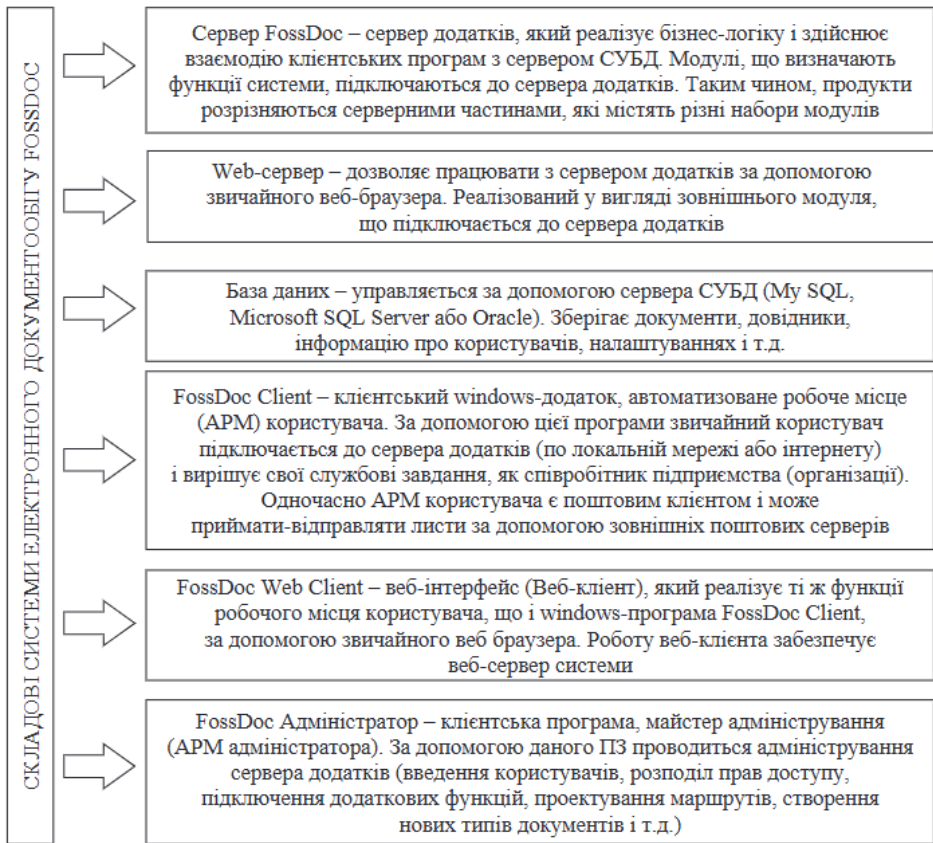 СКЛАДОВІ СИСТЕМИ ЕЛЕКТРОННОГО ДОКУМЕНТООБІГУ FOSSDOC
Сервер FossDoc – сервер додатків, який реалізує бізнес-логіку і здійснює
взаємодію клієнтських програм з сервером СУБД. Модулі, що визначають
функції системи, підключаються до сервера додатків. Таким чином, продукти
розрізняються серверними частинами, які містять різні набори модулів
Web-сервер – дозволяє працювати з сервером додатків за допомогою
звичайного веб-браузера. Реалізований у вигляді зовнішнього модуля,
що підключається до сервера додатків
База даних – управляється за допомогою сервера СУБД (My SQL,
Microsoft SQL Server або Oracle). Зберігає документи, довідники,
інформацію про користувачів, налаштуваннях і т.д.
FossDoc Client – клієнтський windows-додаток, автоматизоване робоче місце
(АРМ) користувача. За допомогою цієї програми звичайний користувач
підключається до сервера додатків (по локальній мережі або інтернету)
і вирішує свої службові завдання, як співробітник підприємства (організації).
Одночасно АРМ користувача є поштовим клієнтом і може
приймати-відправляти листи за допомогою зовнішніх поштових серверів
FossDoc Web Client – веб-інтерфейс (Веб-клієнт), який реалізує ті ж функції
робочого місця користувача, що і windows-програма FossDoc Client,
за допомогою звичайного веб браузера. Роботу веб-клієнта забезпечує
веб-сервер системи
FossDoc Адміністратор – клієнтська програма, майстер адміністрування
(АРМ адміністратора). За допомогою даного ПЗ проводиться адміністрування
сервера додатків (введення користувачів, розподіл прав доступу,
підключення додаткових функцій, проектування маршрутів, створення
нових типів документів і т.д.)